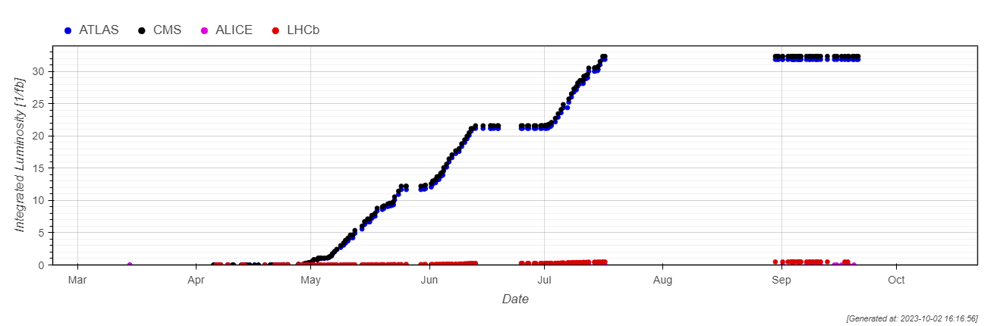 ATLAS CMS ALICE LHCb
Integrated Luminosity [1/fb]
30
25
20
15
10
5
0
Mar Apr May Jun Jul Aug Sep Oct
Date
[Generated at: 2023-10-02 16:16:56]